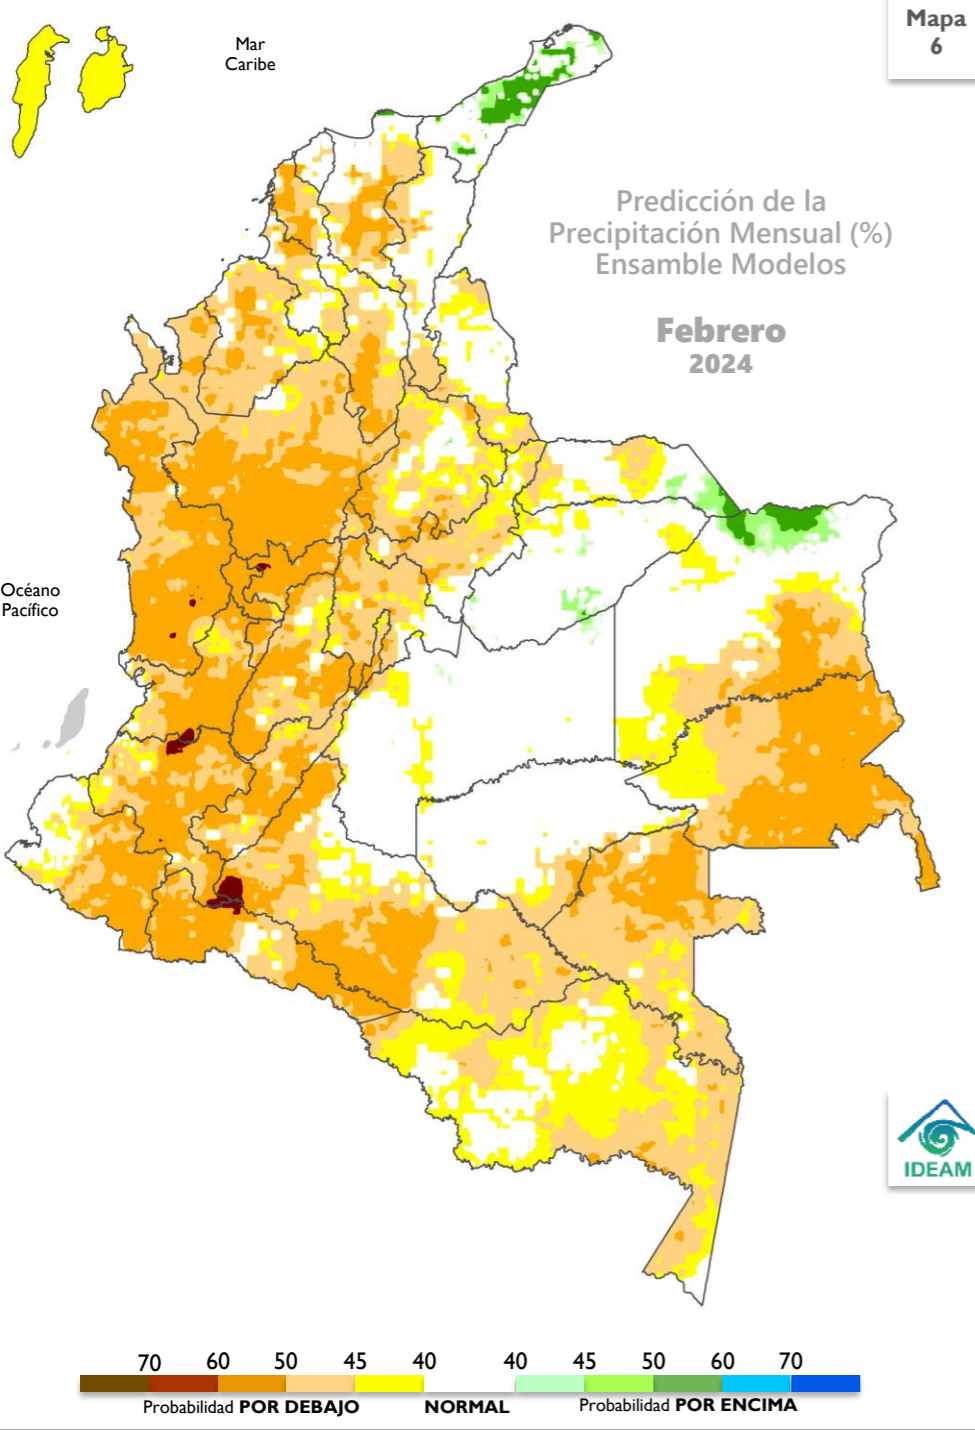 Mapa
6
Mar
Caribe
Predicción de la
Precipitación Mensual (%)
Ensamble Modelos
Febrero
2024
Océano
Pacífico
IDEAM
70 60 50 45 40 40 45 50 60 70
Probabilidad POR DEBAJO NORMAL Probabilidad POR ENCIMA